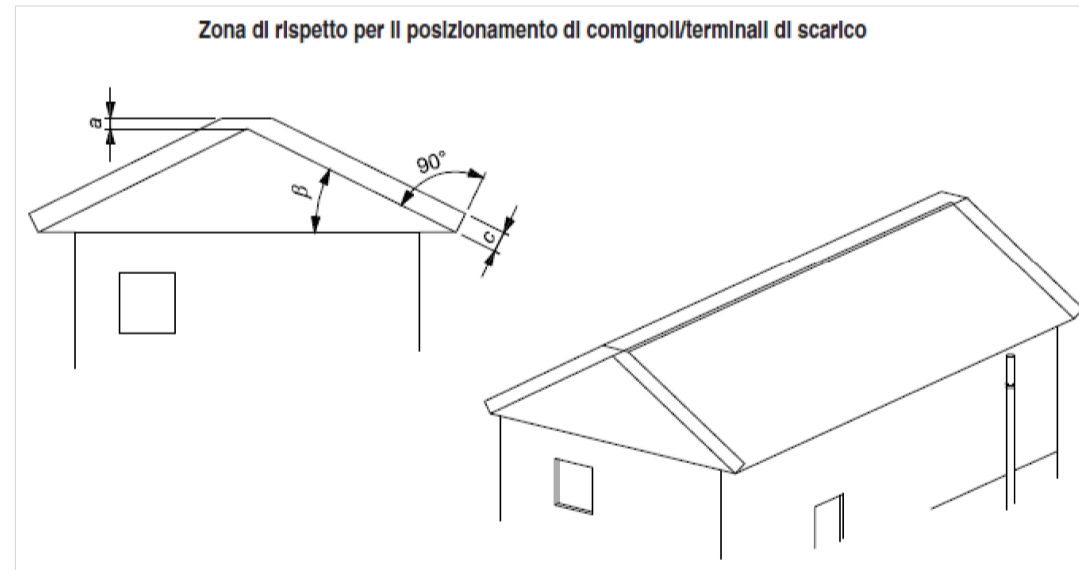 Zona di rispetto per il posizionamento di comignoli/terminali di scarico
a
90°
β
c